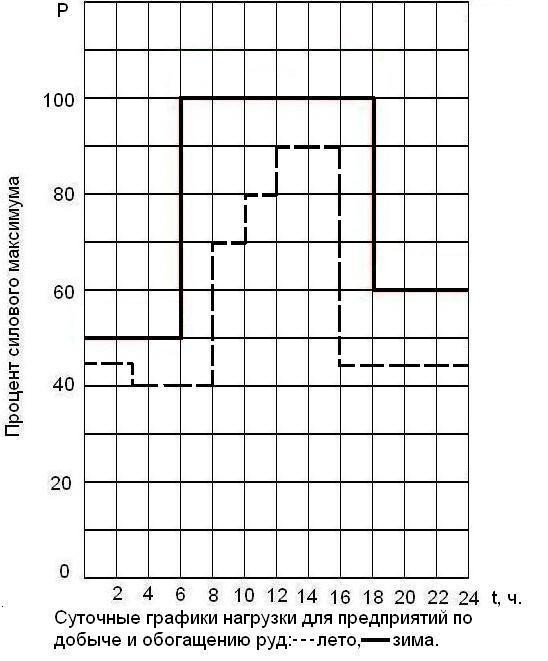 P
100
80
60
40
20
0
Процент силового максимума
2 4 6 8 10 12 14 16 18 20 22 24 t, ч.
Суточные графики нагрузки для предприятий по
добыче и обогащению руд:---лето,—зима.